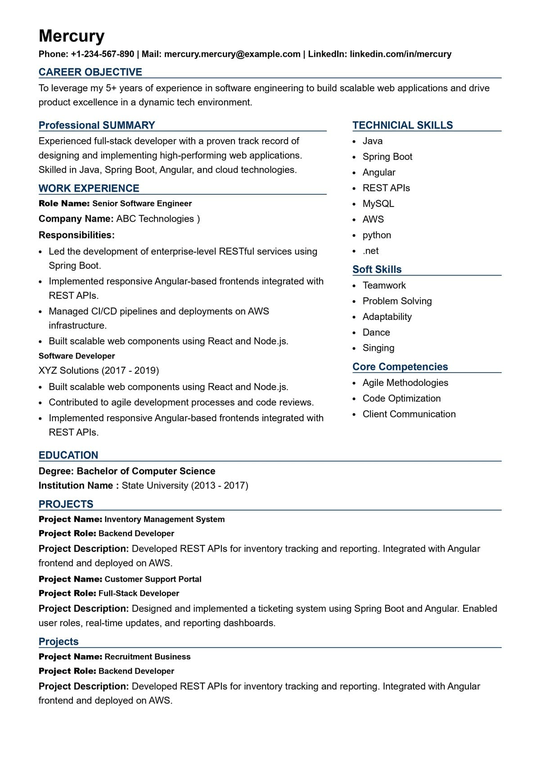 Mercury
Phone: +1-234-567-890 | Mail: mercury.mercury@example.com | LinkedIn: linkedin.com/in/mercury
CAREER OBJECTIVE
To leverage my 5+ years of experience in software engineering to build scalable web applications and drive
product excellence in a dynamic tech environment.
Professional SUMMARY
Experienced full-stack developer with a proven track record of
designing and implementing high-performing web applications.
Skilled in Java, Spring Boot, Angular, and cloud technologies.
WORK EXPERIENCE
Role Name: Senior Software Engineer
Company Name: ABC Technologies )
Responsibilities:
• Led the development of enterprise-level RESTful services using
Spring Boot.
• Implemented responsive Angular-based frontends integrated with
REST APIs.
• Managed CI/CD pipelines and deployments on AWS
infrastructure.
• Built scalable web components using React and Node.js.
Software Developer
XYZ Solutions (2017 - 2019)
• Built scalable web components using React and Node.js.
• Contributed to agile development processes and code reviews.
• Implemented responsive Angular-based frontends integrated with
REST APIs.
TECHNICIAL SKILLS
• Java
• Spring Boot
• Angular
• REST APIs
• MySQL
• AWS
• python
• .net
Soft Skills
• Teamwork
• Problem Solving
• Adaptability
• Dance
• Singing
Core Competencies
• Agile Methodologies
• Code Optimization
• Client Communication
EDUCATION
Degree: Bachelor of Computer Science
Institution Name : State University (2013 - 2017)
PROJECTS
Project Name: Inventory Management System
Project Role: Backend Developer
Project Description: Developed REST APIs for inventory tracking and reporting. Integrated with Angular
frontend and deployed on AWS.
Project Name: Customer Support Portal
Project Role: Full-Stack Developer
Project Description: Designed and implemented a ticketing system using Spring Boot and Angular. Enabled
user roles, real-time updates, and reporting dashboards.
Projects
Project Name: Recruitment Business
Project Role: Backend Developer
Project Description: Developed REST APIs for inventory tracking and reporting. Integrated with Angular
frontend and deployed on AWS.